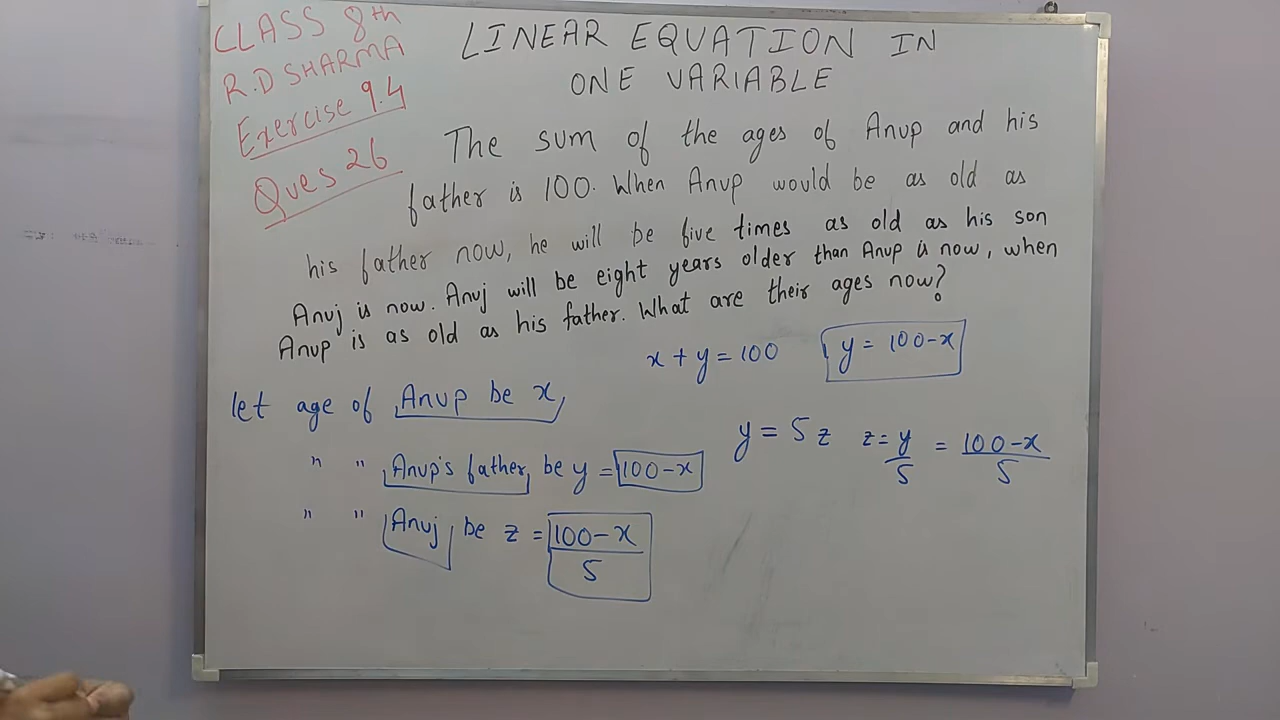 CLASS 8th
R.D SHARMA
Exercise 9.4
Ques 26
LINEAR EQUATION IN
ONE VARIABLE
The sum of the ages of Anup and his
father is 100. When Anup would be as old as
his father now, he will be five times as old as his son
Anuj is now. Anuj will be eight years older than Anup is now, when
Anup is as old as his father. What are their ages now?
x + y = 100 y = 100-x
let age of Anup be x,
y = 5z z = y/5 = 100-x/5
" " Anup's father, be y = 100-x
" " Anuj be z = 100-x/5